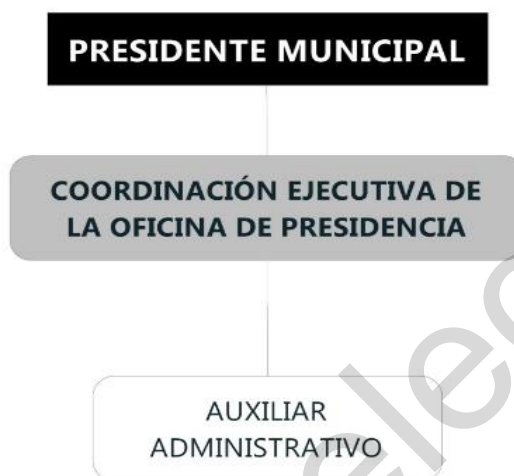 PRESIDENTE MUNICIPAL
COORDINACIÓN EJECUTIVA DE
LA OFICINA DE PRESIDENCIA
AUXILIAR
ADMINISTRATIVO